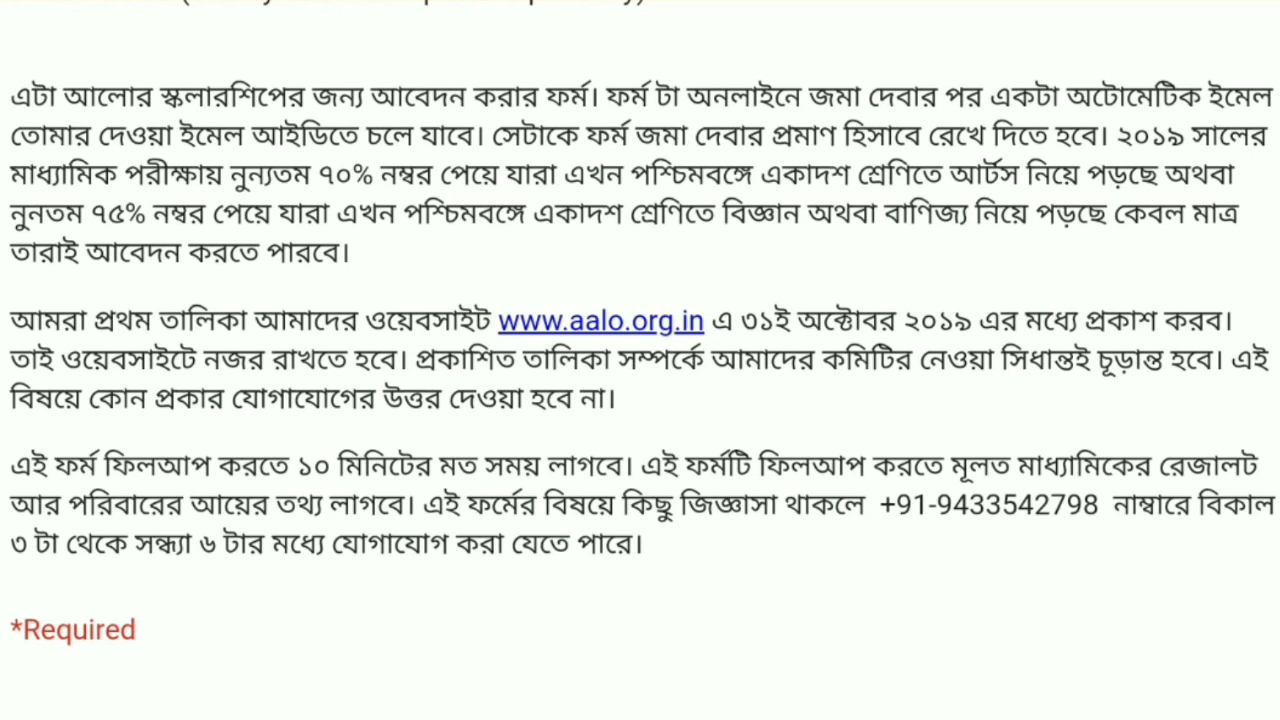 এটা আলোর স্কলারশিপের জন্য আবেদন করার ফর্ম। ফর্ম টা অনলাইনে জমা দেবার পর একটা অটোমেটিক ইমেল
তোমার দেওয়া ইমেল আইডিতে চলে যাবে। সেটাকে ফর্ম জমা দেবার প্রমাণ হিসাবে রেখে দিতে হবে। ২০১৯ সালের
মাধ্যামিক পরীক্ষায় নুন্যতম ৭০% নম্বর পেয়ে যারা এখন পশ্চিমবঙ্গে একাদশ শ্রেণিতে আর্টস নিয়ে পড়ছে অথবা
নুনতম ৭৫% নম্বর পেয়ে যারা এখন পশ্চিমবঙ্গে একাদশ শ্রেণিতে বিজ্ঞান অথবা বাণিজ্য নিয়ে পড়ছে কেবল মাত্র
তারাই আবেদন করতে পারবে।
আমরা প্রথম তালিকা আমাদের ওয়েবসাইট www.aalo.org.in এ ৩১ই অক্টোবর ২০১৯ এর মধ্যে প্রকাশ করব।
তাই ওয়েবসাইটে নজর রাখতে হবে। প্রকাশিত তালিকা সম্পর্কে আমাদের কমিটির নেওয়া সিধান্তই চূড়ান্ত হবে। এই
বিষয়ে কোন প্রকার যোগাযোগের উত্তর দেওয়া হবে না।
এই ফর্ম ফিলআপ করতে ১০ মিনিটের মত সময় লাগবে। এই ফর্মটি ফিলআপ করতে মূলত মাধ্যামিকের রেজালট
আর পরিবারের আয়ের তথ্য লাগবে। এই ফর্মের বিষয়ে কিছু জিজ্ঞাসা থাকলে +91-9433542798 নাম্বারে বিকাল
৩ টা থেকে সন্ধ্যা ৬ টার মধ্যে যোগাযোগ করা যেতে পারে।
*Required